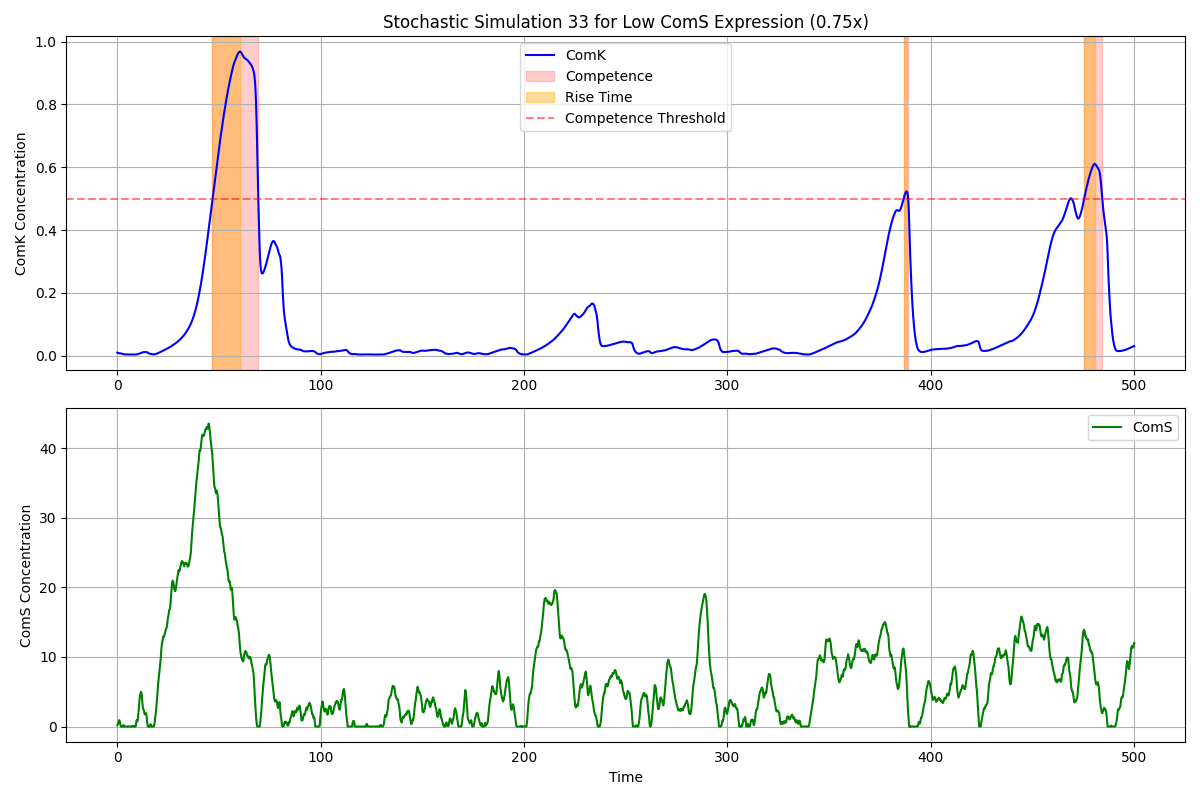 Stochastic Simulation 33 for Low ComS Expression (0.75x)
ComK Concentration
1.0
0.8
0.6
0.4
0.2
0.0
ComK
Competence
Rise Time
Competence Threshold
0 100 200 300 400 500
ComS Concentration
40
30
20
10
0
ComS
0 100 200 300 400 500
Time